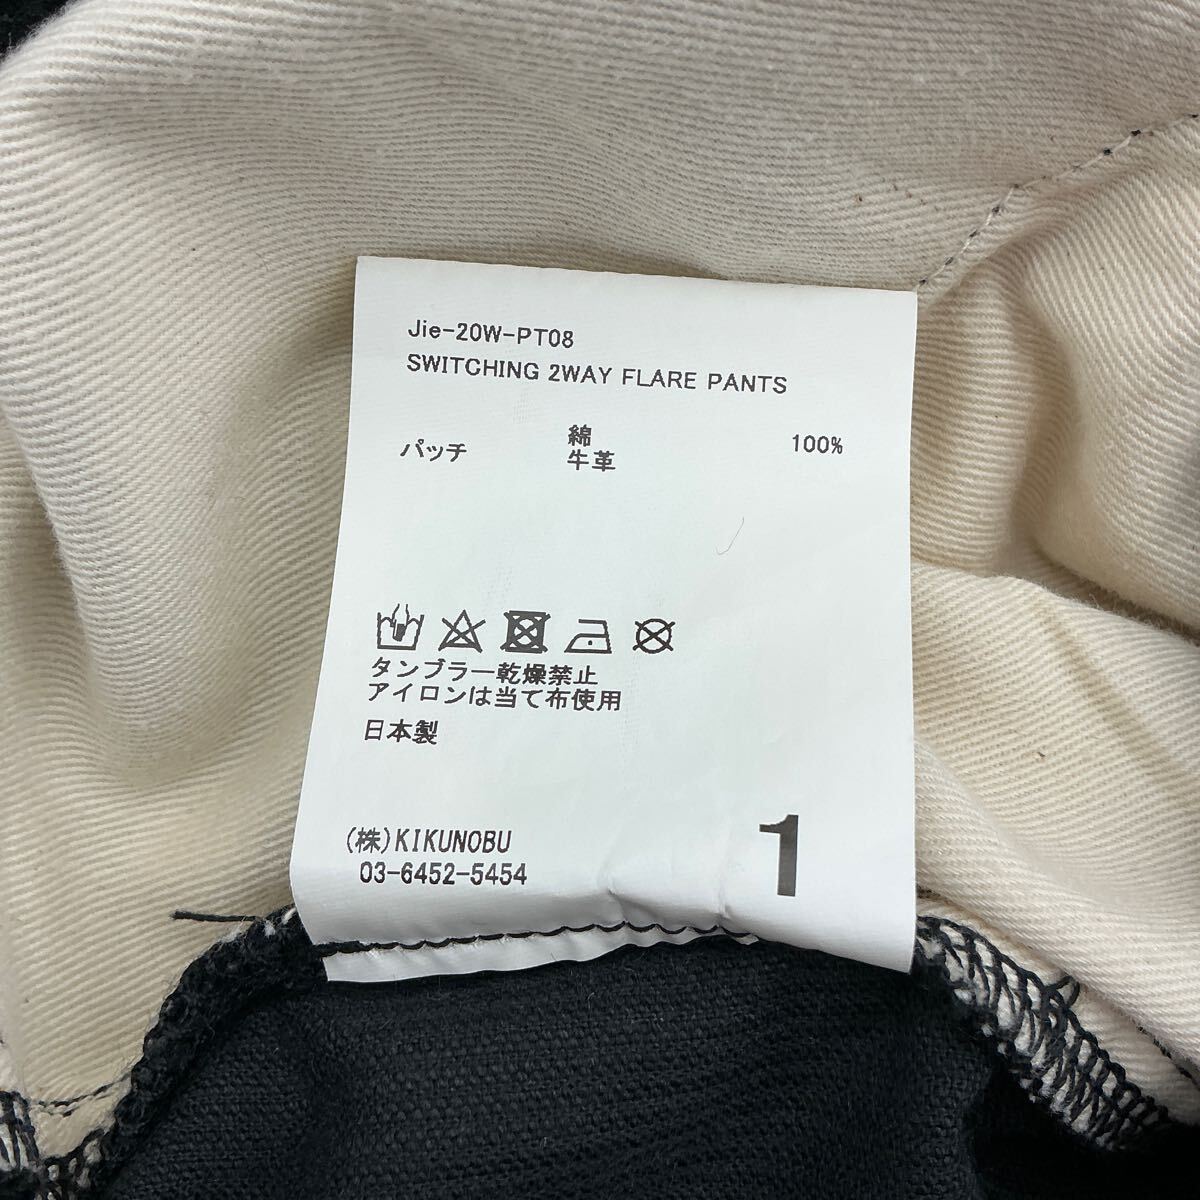 Jie-20W-PT08
SWITCHING 2WAY FLARE PANTS
綿 100%
パッチ 牛革
タンブラー乾燥禁止
アイロンは当て布使用
日本製
(株)KIKUNOBU
03-6452-5454
1